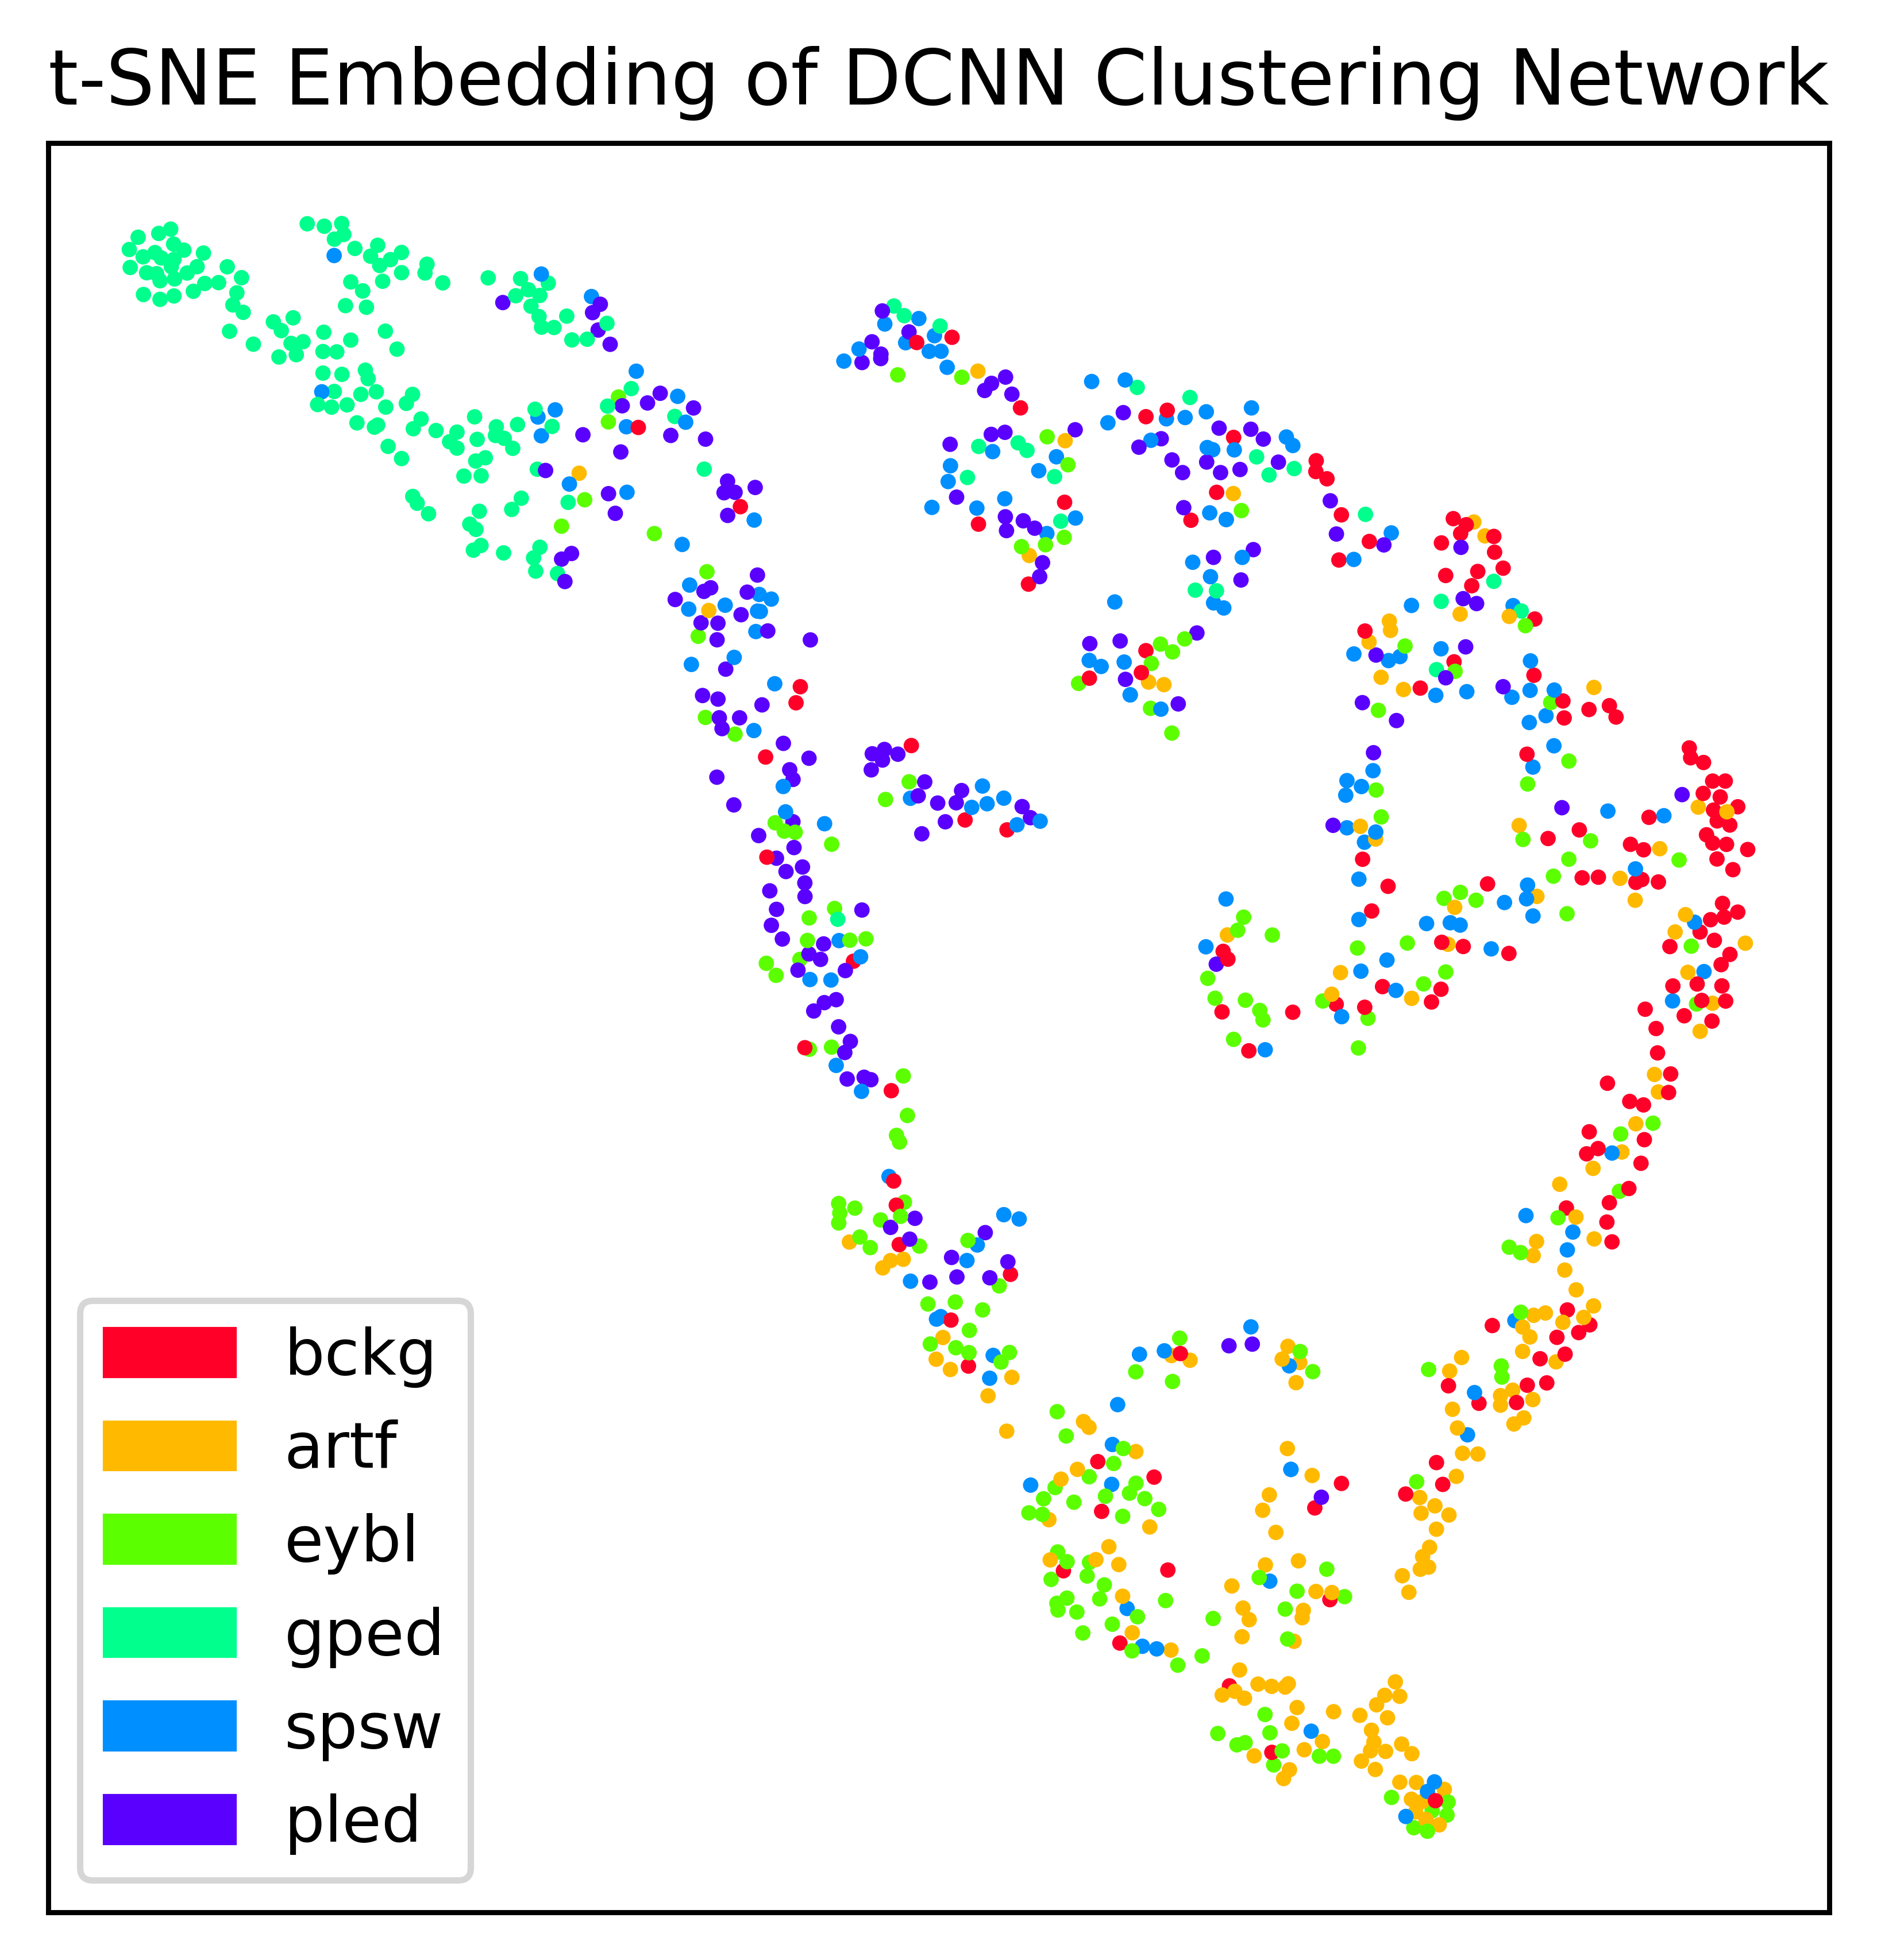 t-SNE Embedding of DCNN Clustering Network
bckg
artf
eybl
gped
spsw
pled